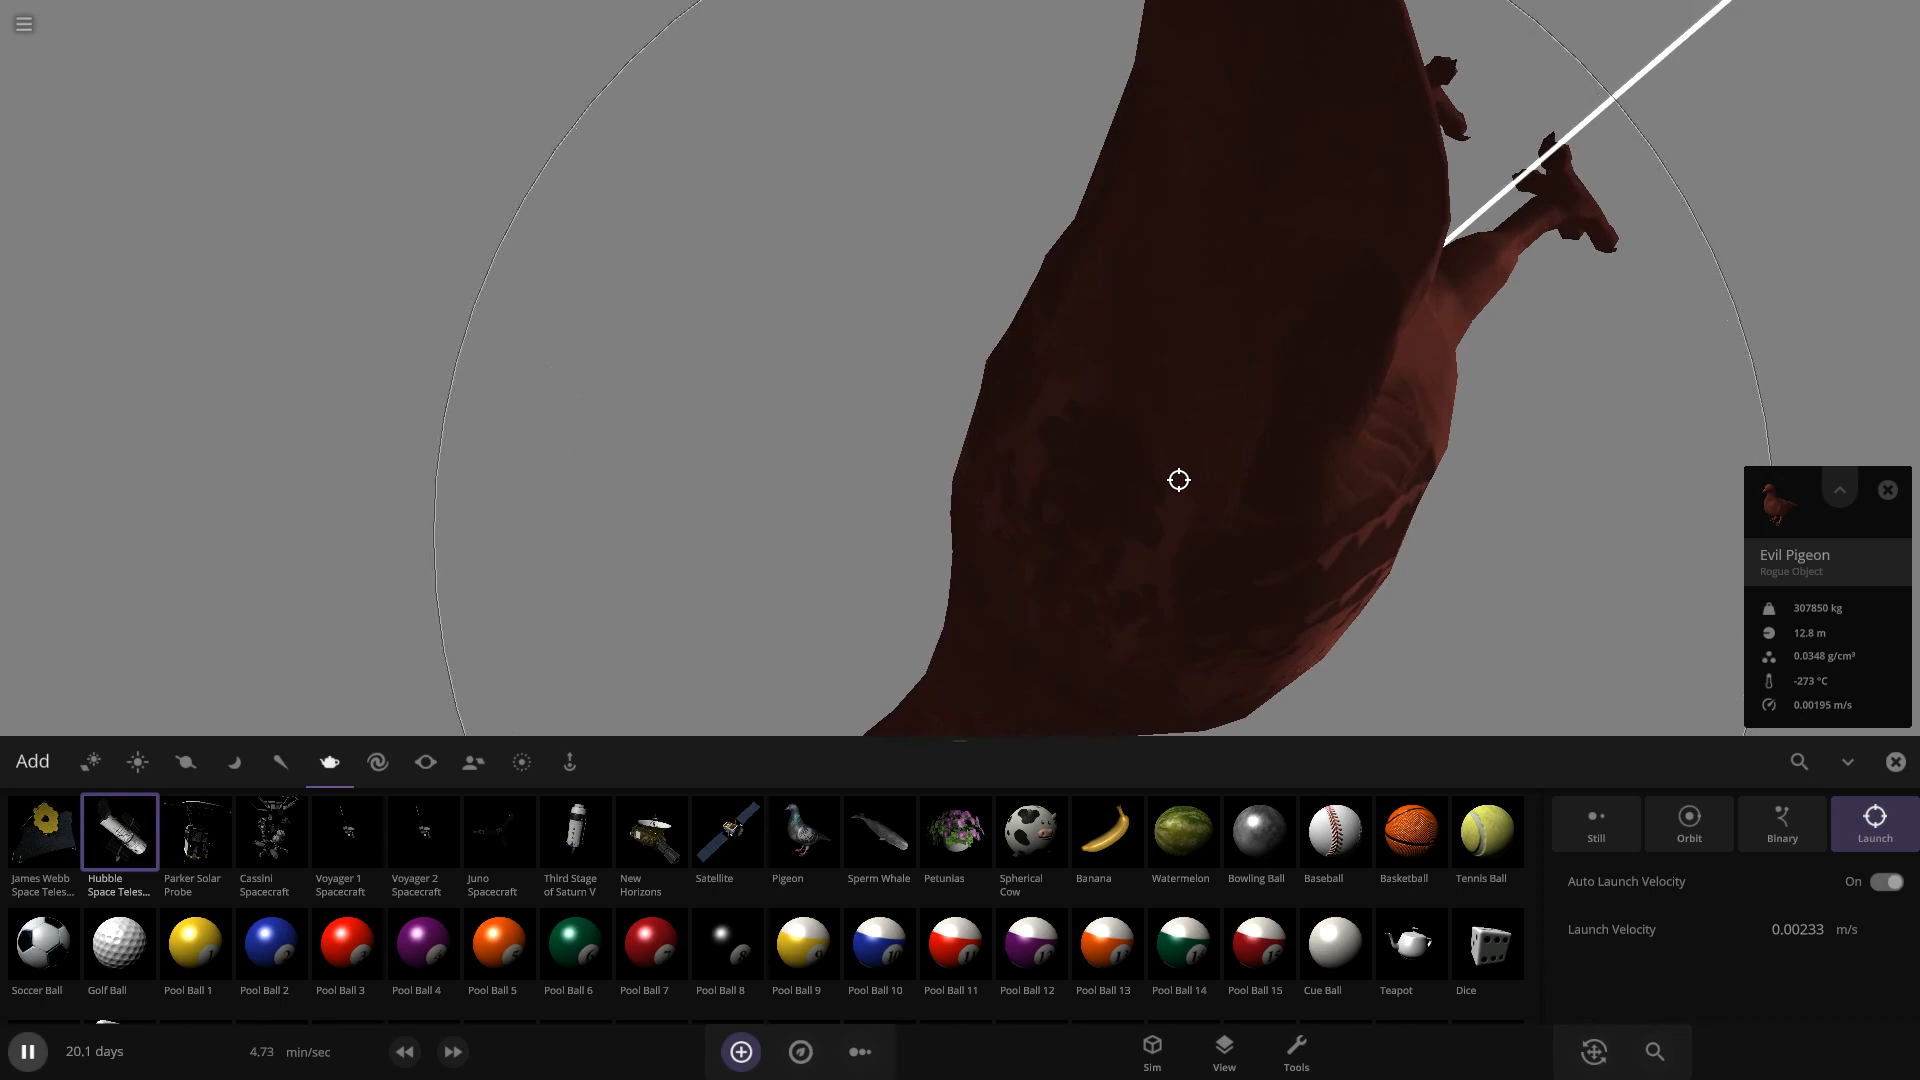 Evil Pigeon
Rogue Object
307850 kg
12.8 m
0.0348 g/cm³
-273 °C
0.00195 m/s
Add
James Webb Space Teles...
Hubble Space Teles...
Parker Solar Probe
Cassini Spacecraft
Voyager 1 Spacecraft
Voyager 2 Spacecraft
Juno Spacecraft
Third Stage of Saturn V
New Horizons
Satellite
Pigeon
Sperm Whale
Petunias
Spherical Cow
Banana
Watermelon
Bowling Ball
Baseball
Basketball
Tennis Ball
Still
Orbit
Binary
Launch
Auto Launch Velocity On
Launch Velocity 0.00233 m/s
Soccer Ball
Golf Ball
Pool Ball 1
Pool Ball 2
Pool Ball 3
Pool Ball 4
Pool Ball 5
Pool Ball 6
Pool Ball 7
Pool Ball 8
Pool Ball 9
Pool Ball 10
Pool Ball 11
Pool Ball 12
Pool Ball 13
Pool Ball 14
Pool Ball 15
Cue Ball
Teapot
Dice
20.1 days
4.73 min/sec
Sim
View
Tools